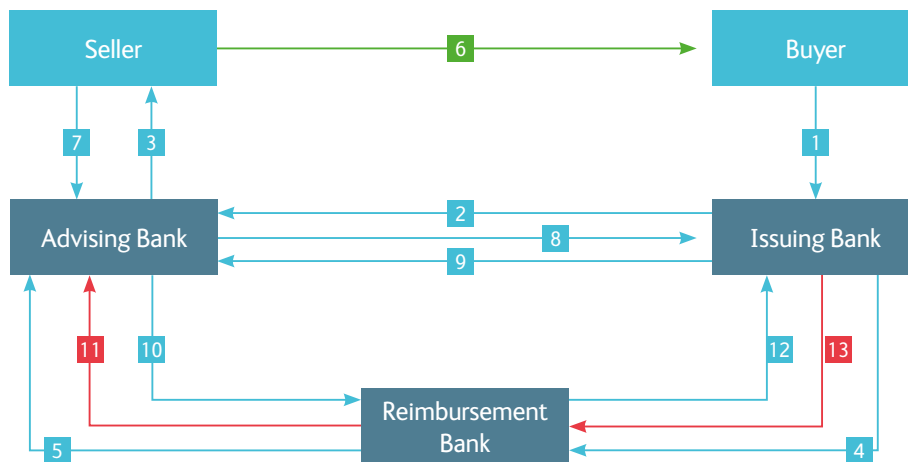 Seller
6
Buyer
7
3
1
Advising Bank
2
8
9
Issuing Bank
11
10
12
13
Reimbursement
Bank
5
4